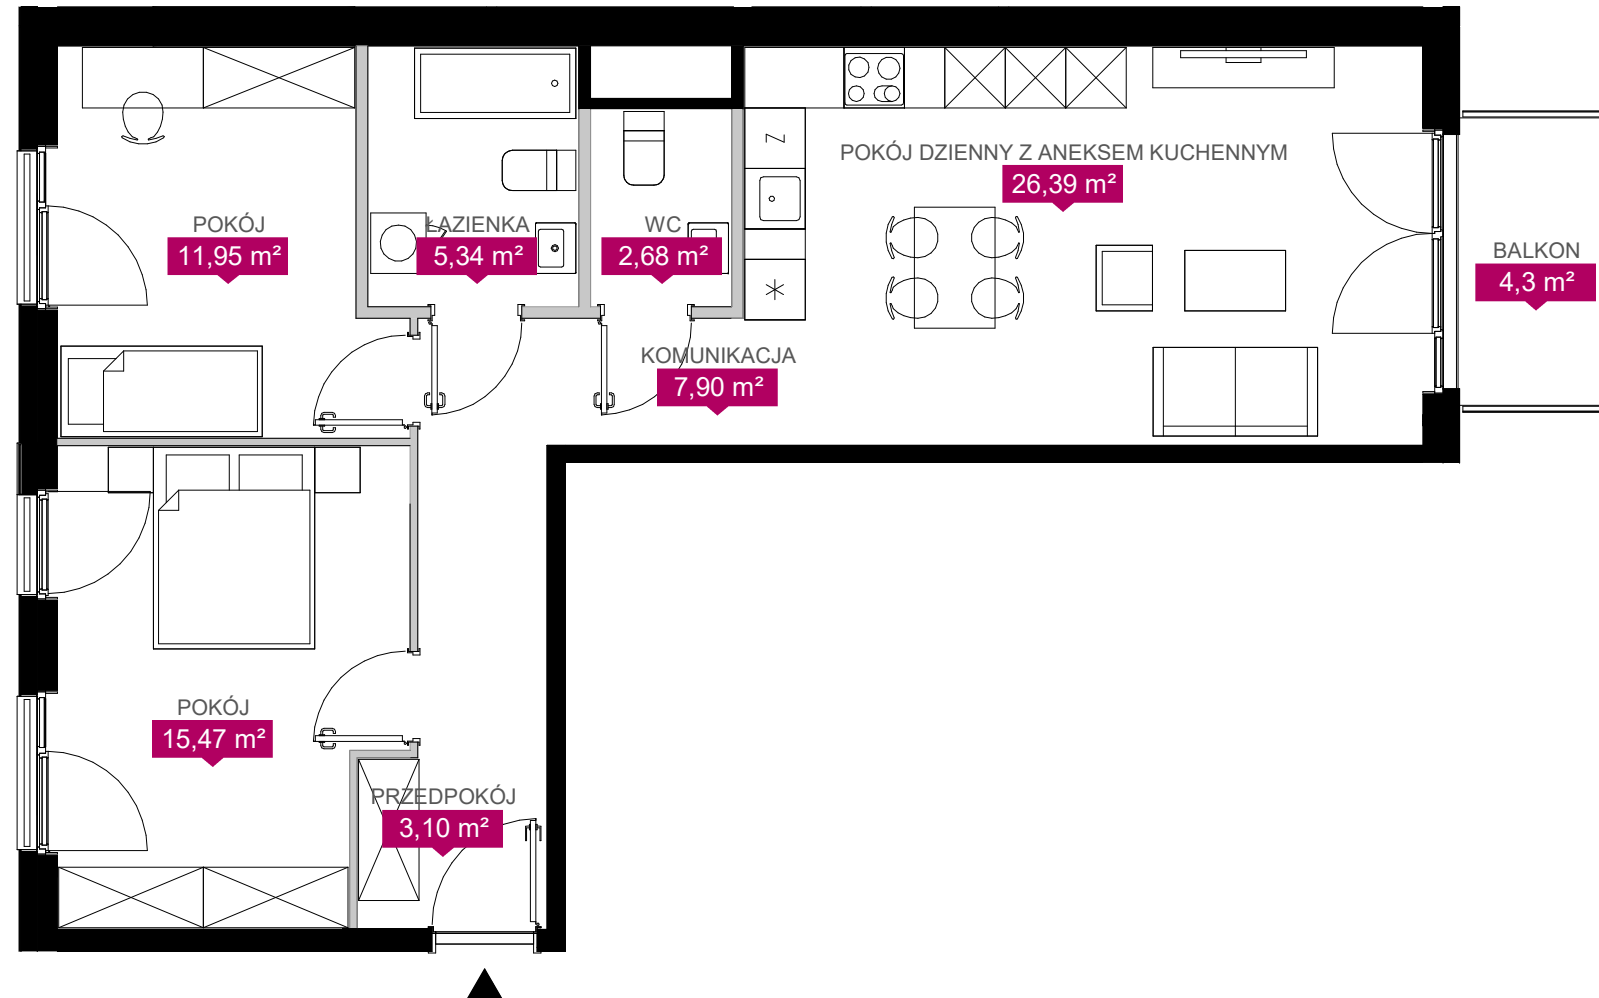 POKÓJ DZIENNY Z ANEKSEM KUCHENNYM
26,39 m²
POKÓJ
11,95 m²
ŁAZIENKA
5,34 m²
WC
2,68 m²
Z
BALKON
4,3 m²
KOMUNIKACJA
7,90 m²
POKÓJ
15,47 m²
PRZEDPOKÓJ
3,10 m²